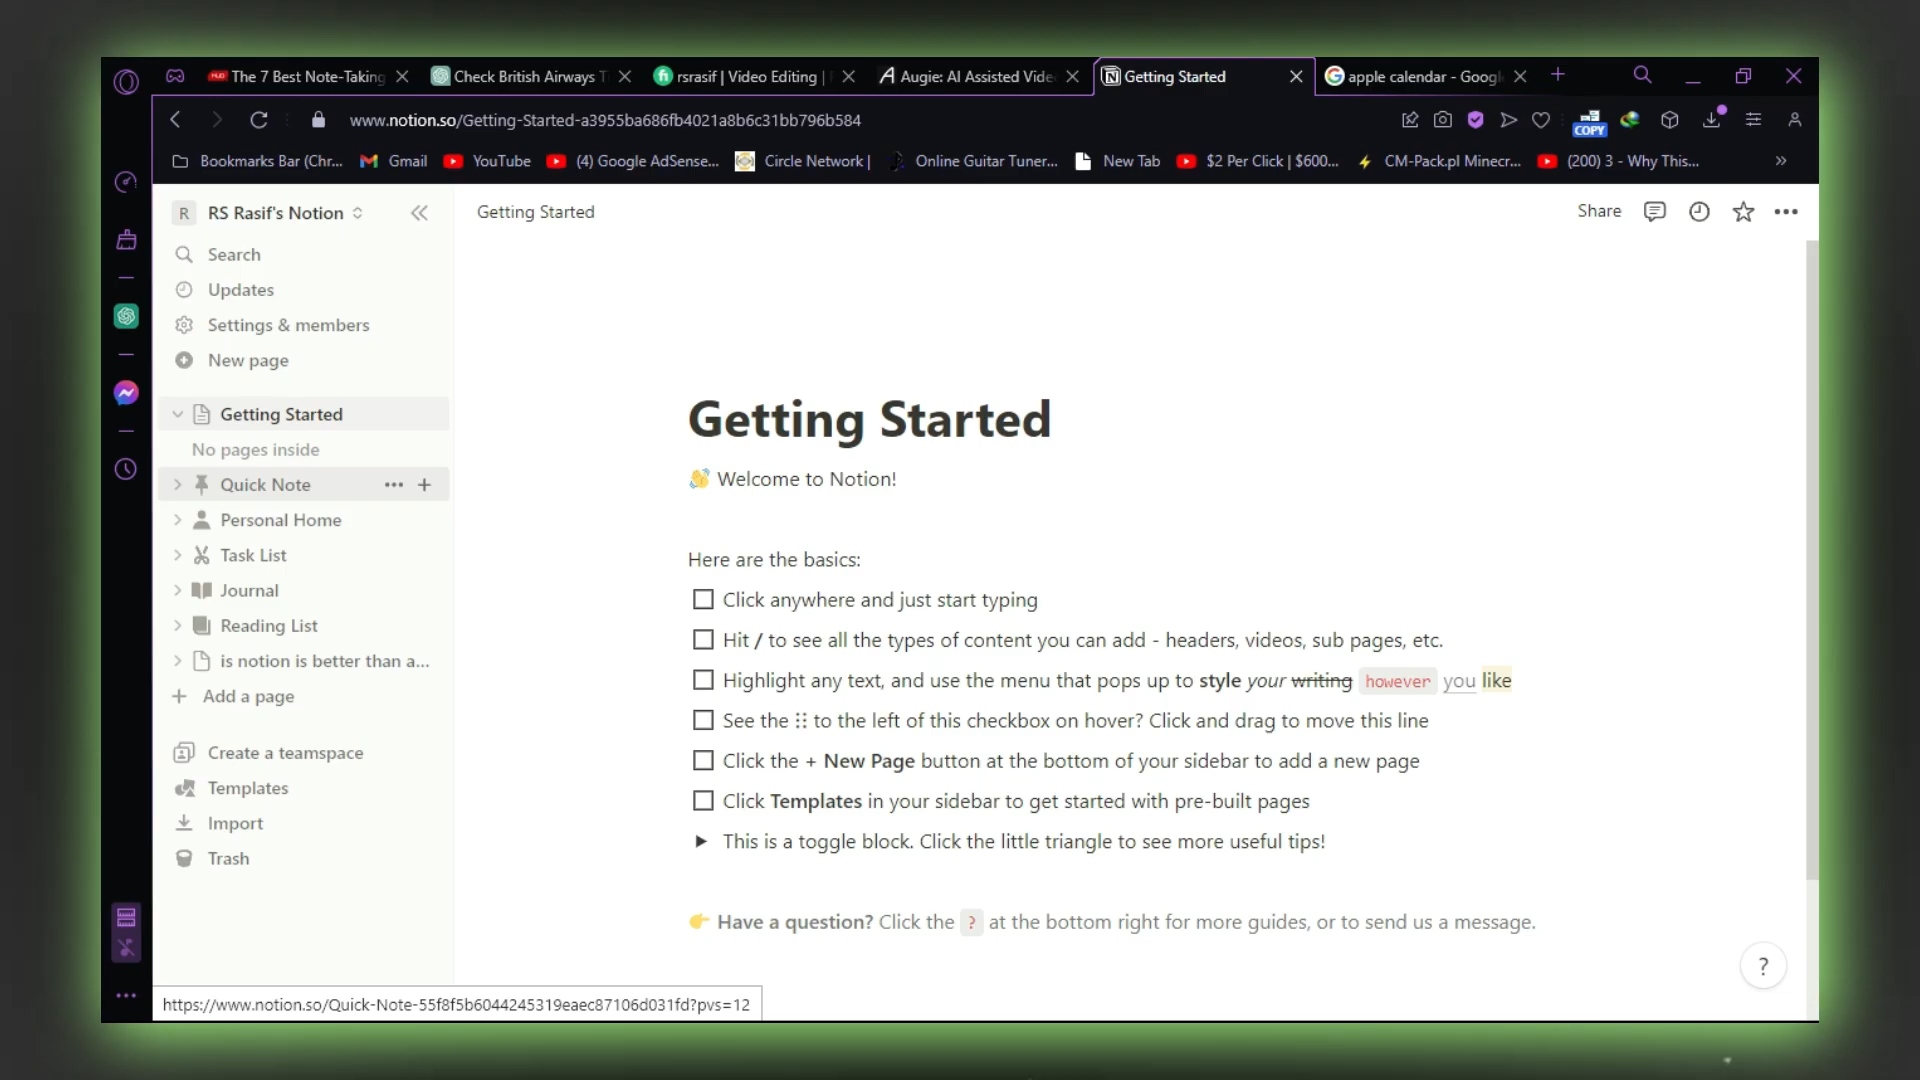 The 7 Best Note-Taking
Check British Airways T
rsrasif | Video Editing |
Augie: AI Assisted Vide
Getting Started
apple calendar - Googl
www.notion.so/Getting-Started-a3955ba686fb4021a8b6c31bb796b584
COPY
Bookmarks Bar (Chr...
Gmail
YouTube
(4) Google AdSense...
Circle Network |
Online Guitar Tuner...
New Tab
$2 Per Click | $600...
CM-Pack.pl Minecr...
(200) 3 - Why This...
R RS Rasif's Notion
Getting Started
Share
Search
Updates
Settings & members
New page
Getting Started
No pages inside
Quick Note
Personal Home
Task List
Journal
Reading List
is notion is better than a...
Add a page
Create a teamspace
Templates
Import
Trash
Getting Started
👋 Welcome to Notion!
Here are the basics:
Click anywhere and just start typing
Hit / to see all the types of content you can add - headers, videos, sub pages, etc.
Highlight any text, and use the menu that pops up to style your writing however you like
See the ⋮⋮ to the left of this checkbox on hover? Click and drag to move this line
Click the + New Page button at the bottom of your sidebar to add a new page
Click Templates in your sidebar to get started with pre-built pages
This is a toggle block. Click the little triangle to see more useful tips!
👉 Have a question? Click the ? at the bottom right for more guides, or to send us a message.
?
https://www.notion.so/Quick-Note-55f8f5b6044245319eaec87106d031fd?pvs=12